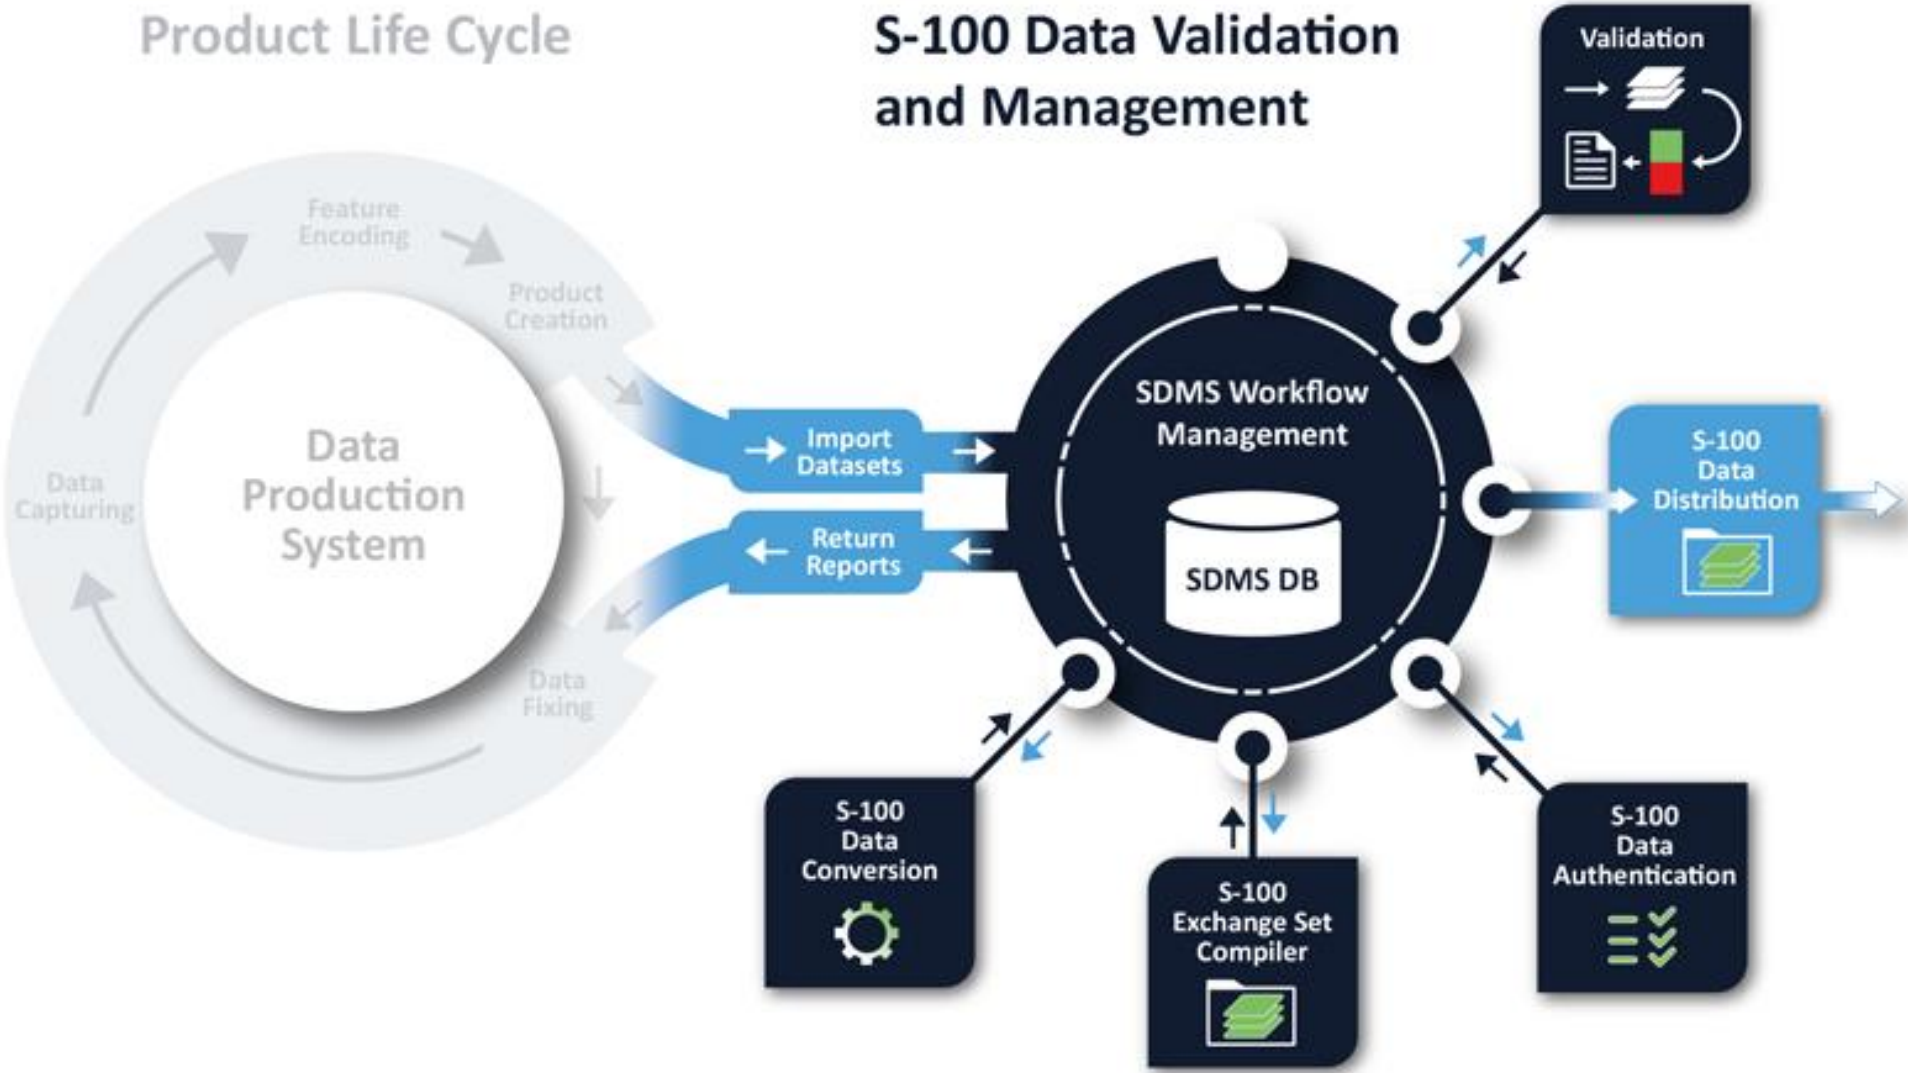 Product Life Cycle
S-100 Data Validation
and Management
Validation
Feature
Encoding
Product
Creation
Data
Capturing
Data
Production
System
Data
Fixing
Import
Datasets
Return
Reports
SDMS Workflow
Management
SDMS DB
S-100
Data
Distribution
S-100
Data
Conversion
S-100
Exchange Set
Compiler
S-100
Data
Authentication